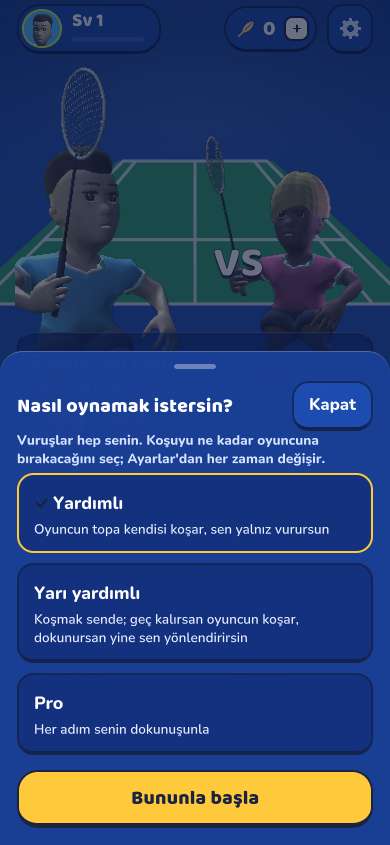 Sv 1
0
+
VS
Nasıl oynamak istersin?
Kapat
Vuruşlar hep senin. Koşuyu ne kadar oyuncuna
bırakacağını seç; Ayarlar'dan her zaman değişir.
✓ Yardımlı
Oyuncun topa kendisi koşar, sen yalnız vurursun
Yarı yardımlı
Koşmak sende; geç kalırsan oyuncun koşar,
dokunursan yine sen yönlendirirsin
Pro
Her adım senin dokunuşunla
Bununla başla